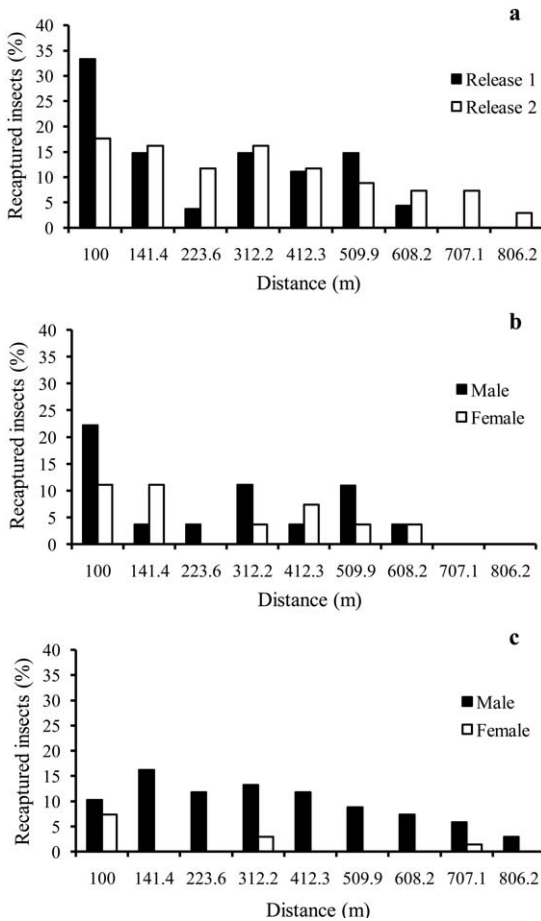 a
Recaptured insects (%)
40
35
30
25
20
15
10
5
0
Release 1
Release 2
100 141.4 223.6 312.2 412.3 509.9 608.2 707.1 806.2
Distance (m)
b
Recaptured insects (%)
40
35
30
25
20
15
10
5
0
Male
Female
100 141.4 223.6 312.2 412.3 509.9 608.2 707.1 806.2
Distance (m)
c
Recaptured insects (%)
40
35
30
25
20
15
10
5
0
Male
Female
100 141.4 223.6 312.2 412.3 509.9 608.2 707.1 806.2
Distance (m)